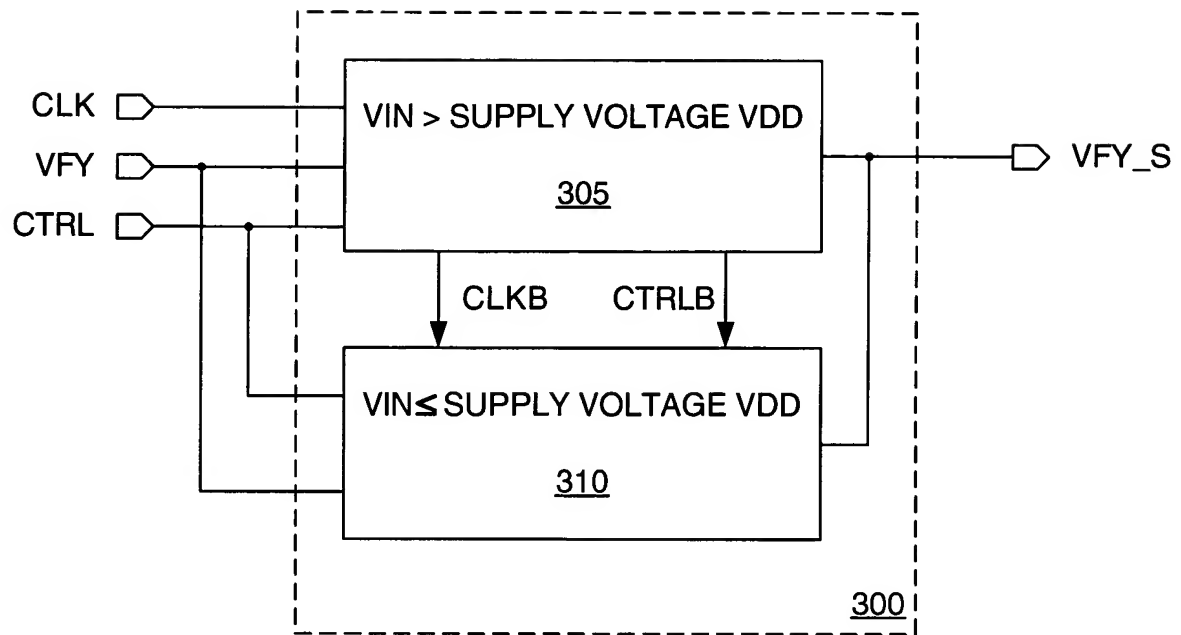 CLK
VFY
CTRL
VIN > SUPPLY VOLTAGE VDD
305
VFY_S
CLKB
CTRLB
VIN≤ SUPPLY VOLTAGE VDD
310
300